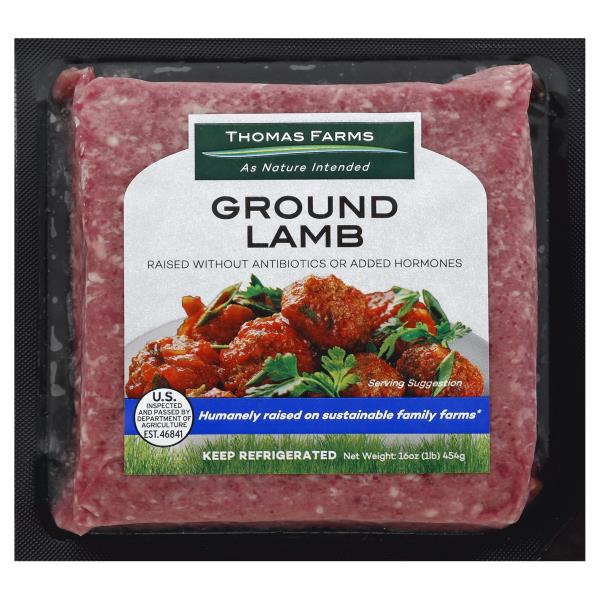 THOMAS FARMS
As Nature Intended
GROUND
LAMB
RAISED WITHOUT ANTIBIOTICS OR ADDED HORMONES
Serving Suggestion
U.S.
INSPECTED
AND PASSED BY
DEPARTMENT OF
AGRICULTURE
EST.46841
Humanely raised on sustainable family farms*
KEEP REFRIGERATED Net Weight: 16oz (1lb) 454g